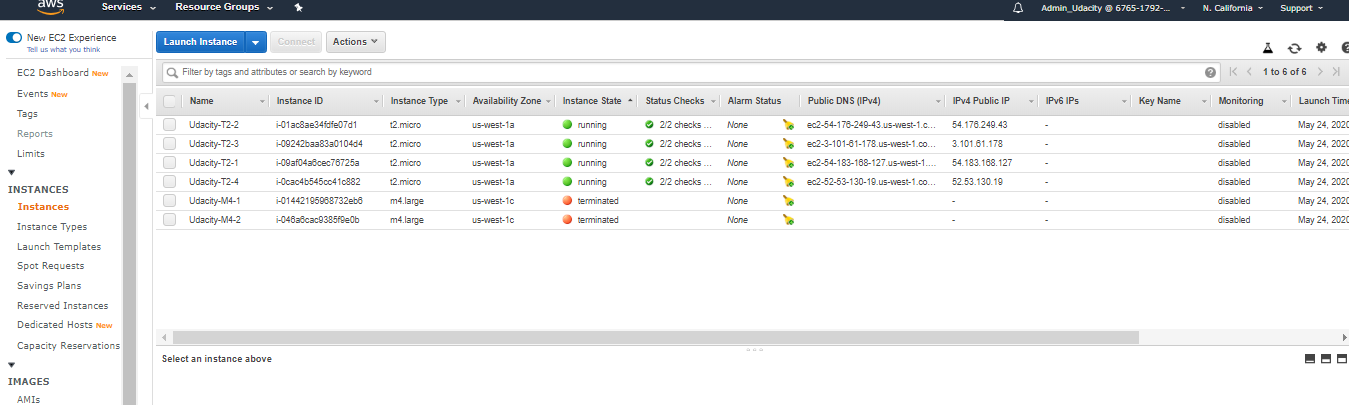 aws Services Resource Groups Admin_Udacity @ 6765-1792-... N. California Support
New EC2 Experience
Tell us what you think
EC2 Dashboard New
Events New
Tags
Reports
Limits
INSTANCES
Instances
Instance Types
Launch Templates
Spot Requests
Savings Plans
Reserved Instances
Dedicated Hosts New
Capacity Reservations
IMAGES
AMIs
Launch Instance Connect Actions
Filter by tags and attributes or search by keyword 1 to 6 of 6
Name Instance ID Instance Type Availability Zone Instance State Status Checks Alarm Status Public DNS (IPv4) IPv4 Public IP IPv6 IPs Key Name Monitoring Launch Time
Udacity-T2-2 i-01ac8ae34fdfe07d1 t2.micro us-west-1a running 2/2 checks ... None ec2-54-176-249-43.us-west-1.c... 54.176.249.43 - disabled May 24, 2020
Udacity-T2-3 i-09242baa83a0104d4 t2.micro us-west-1a running 2/2 checks ... None ec2-3-101-61-178.us-west-1.co... 3.101.61.178 - disabled May 24, 2020
Udacity-T2-1 i-09af04a6cec76725a t2.micro us-west-1a running 2/2 checks ... None ec2-54-183-168-127.us-west-1.... 54.183.168.127 - disabled May 24, 2020
Udacity-T2-4 i-0cac4b545cc41c882 t2.micro us-west-1a running 2/2 checks ... None ec2-52-53-130-19.us-west-1.co... 52.53.130.19 - disabled May 24, 2020
Udacity-M4-1 i-01442195968732eb6 m4.large us-west-1c terminated None - - disabled May 24, 2020
Udacity-M4-2 i-046a6cac9385f9e0b m4.large us-west-1c terminated None - - disabled May 24, 2020
Select an instance above